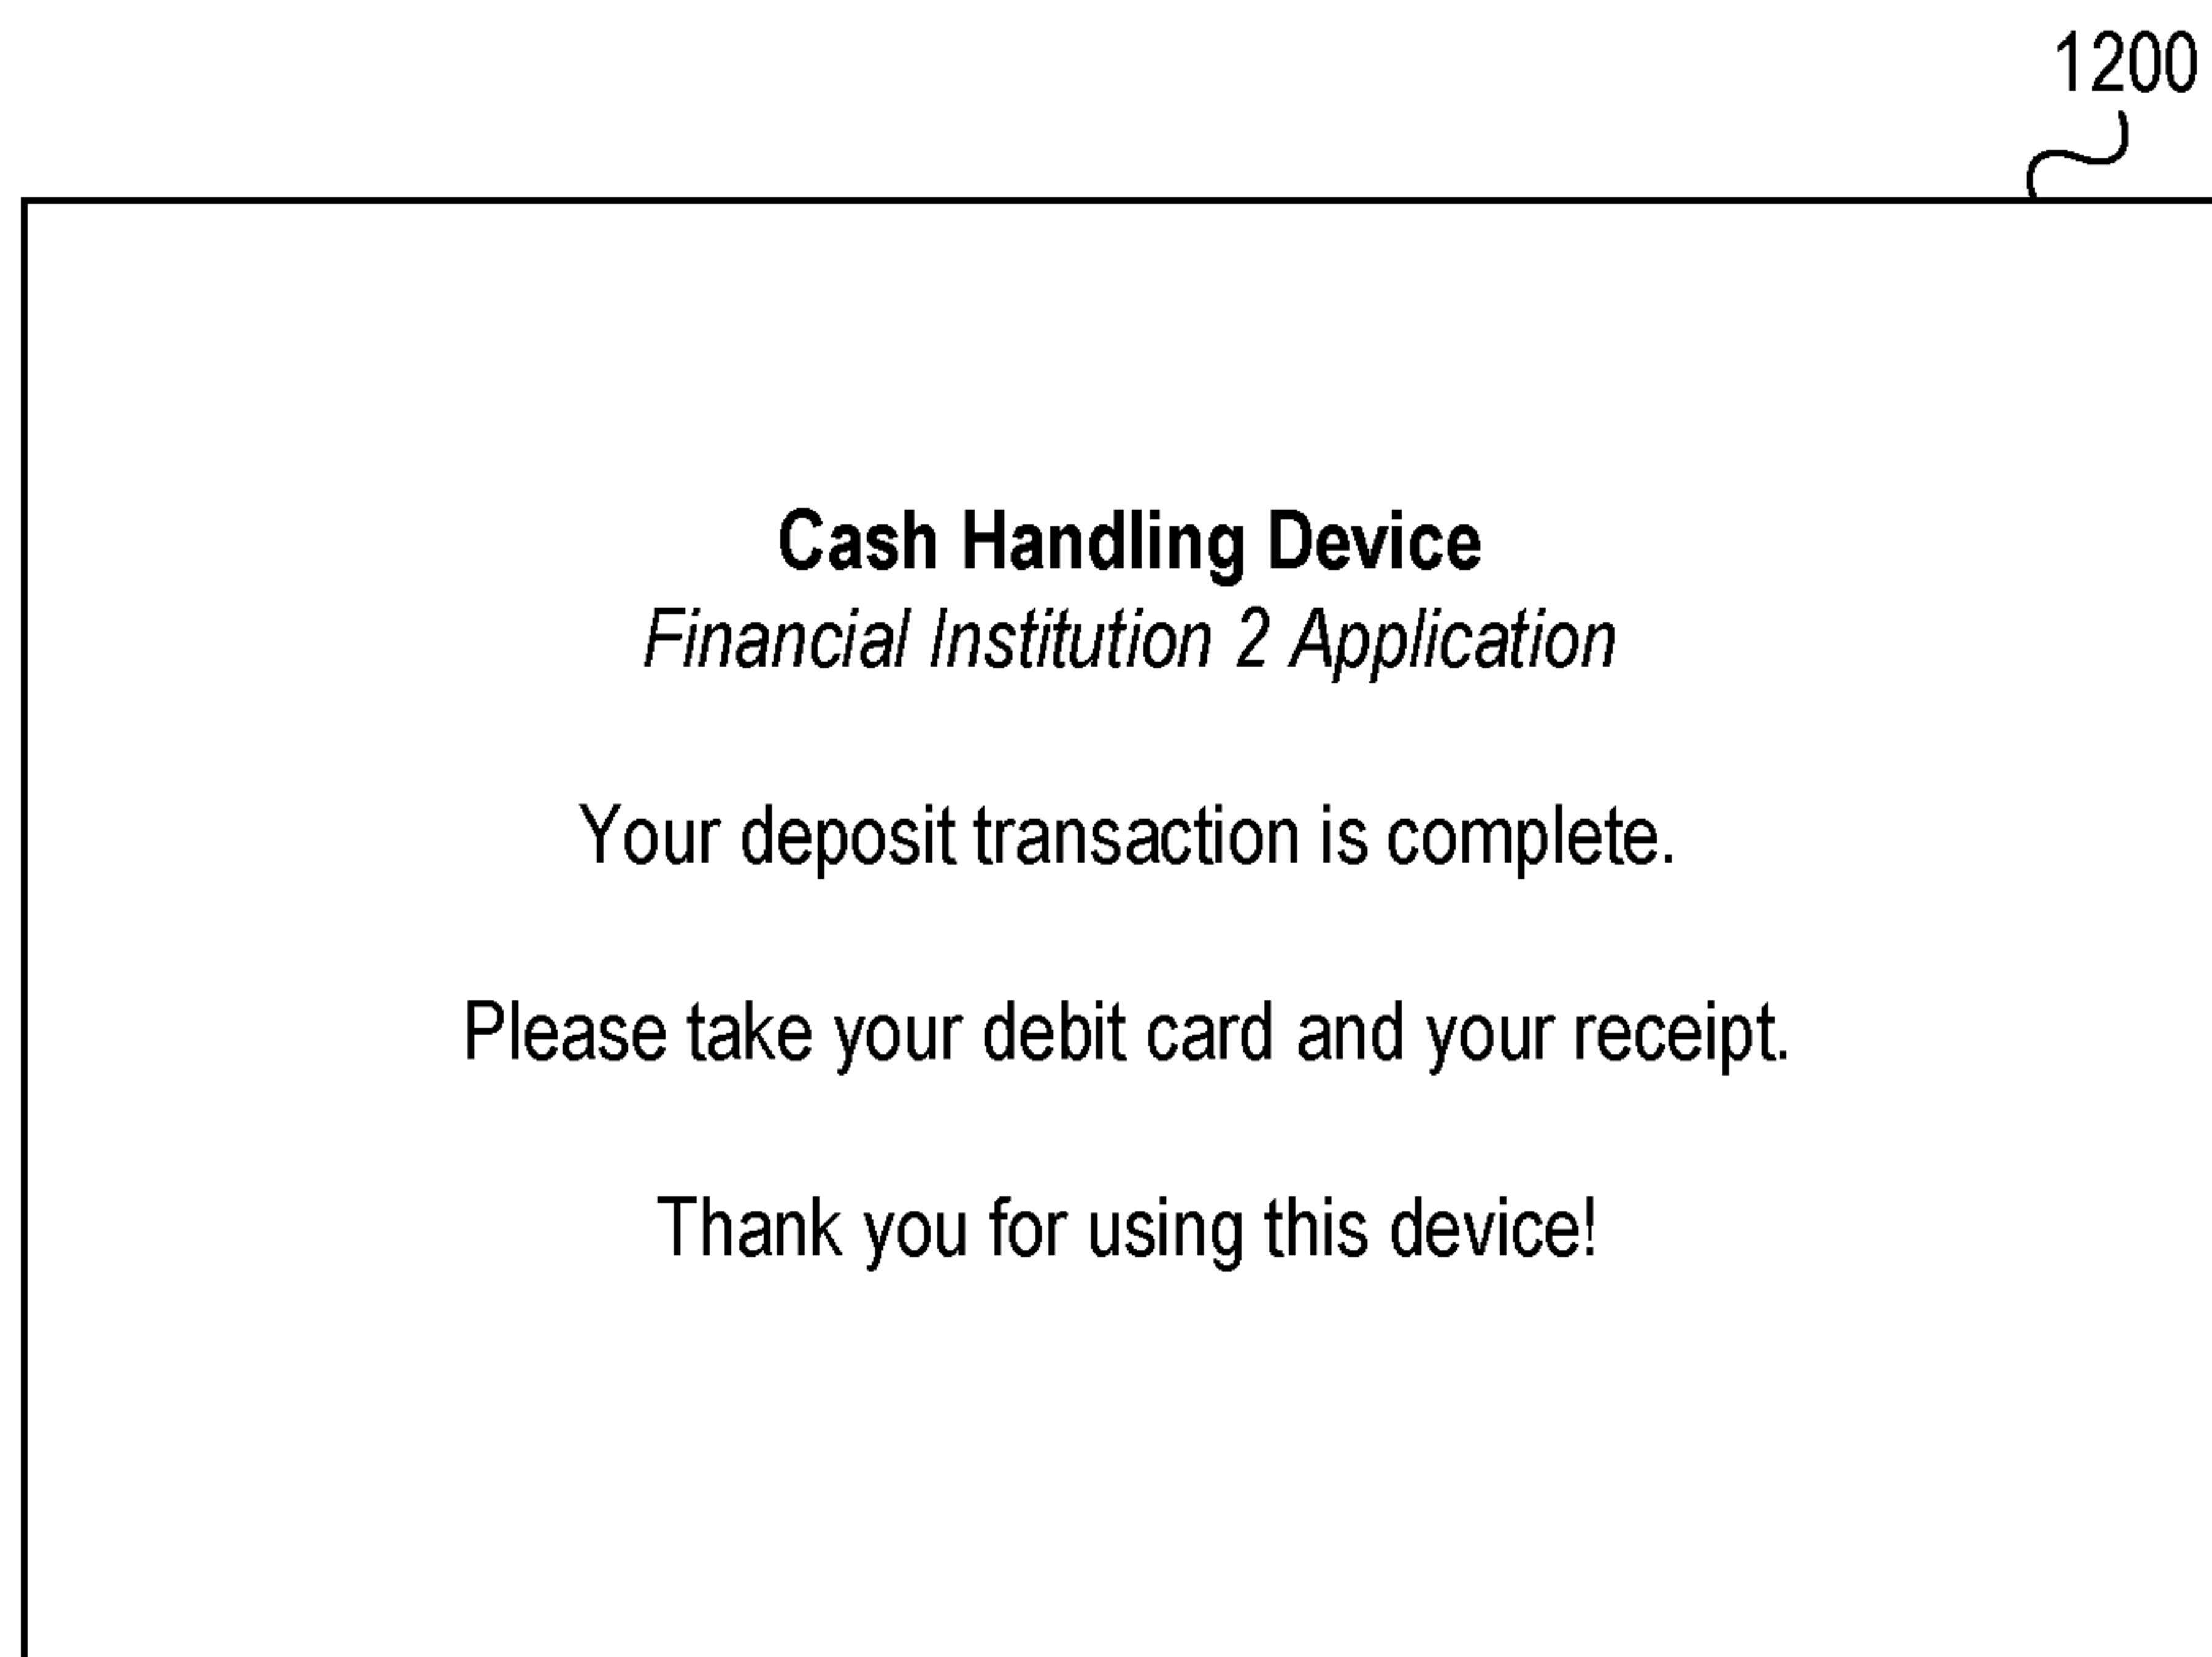 1200
Cash Handling Device
Financial Institution 2 Application
Your deposit transaction is complete.
Please take your debit card and your receipt.
Thank you for using this device!